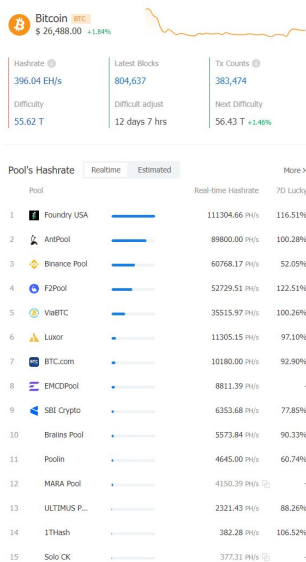 Bitcoin BTC
$ 26,488.00 +1.84%
Hashrate Latest Blocks Tx Counts
396.04 EH/s 804,637 383,474
Difficulty Difficult adjust Next Difficulty
55.62 T 12 days 7 hrs 56.43 T +1.46%
Pool's Hashrate Realtime Estimated More >
Pool Real-time Hashrate 7D Lucky
1 Foundry USA 111304.66 PH/s 116.51%
2 AntPool 89800.00 PH/s 100.28%
3 Binance Pool 60768.17 PH/s 52.05%
4 F2Pool 52729.51 PH/s 122.51%
5 ViaBTC 35515.97 PH/s 100.26%
6 Luxor 11305.15 PH/s 97.10%
7 BTC.com 10180.00 PH/s 92.90%
8 EMCDPool 8811.39 PH/s -
9 SBI Crypto 6353.68 PH/s 77.85%
10 Braiins Pool 5573.84 PH/s 90.33%
11 Poolin 4645.00 PH/s 60.74%
12 MARA Pool 4150.39 PH/s -
13 ULTIMUS P... 2321.43 PH/s 88.26%
14 1THash 382.28 PH/s 106.52%
15 Solo CK 377.31 PH/s -